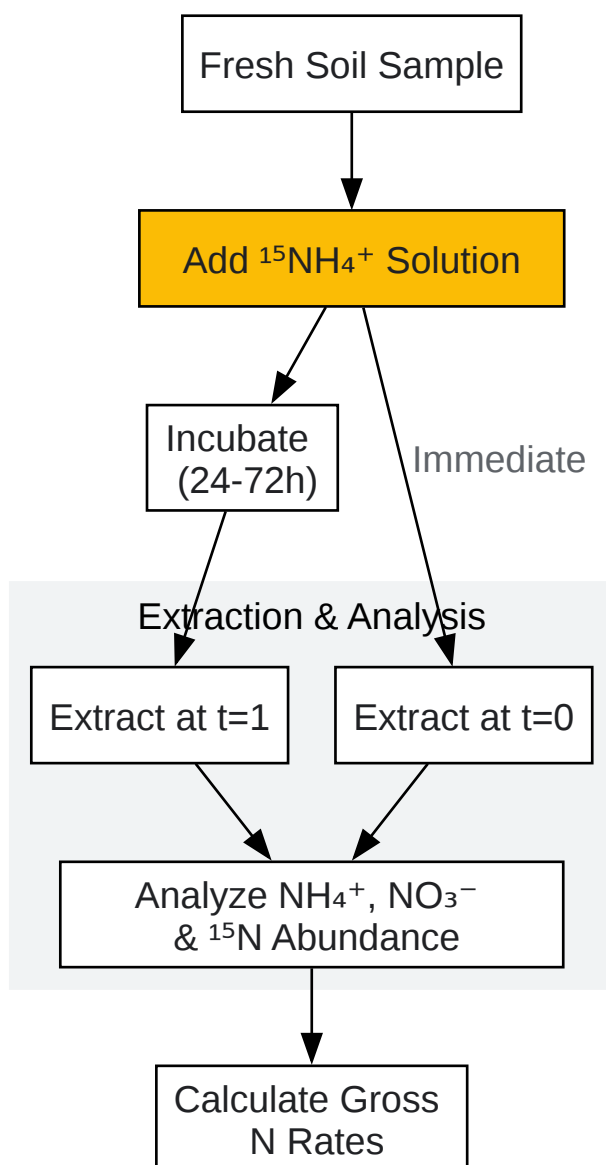 Fresh Soil Sample
Add ¹⁵NH₄⁺ Solution
Incubate
(24-72h)
Immediate
Extraction & Analysis
Extract at t=1
Extract at t=0
Analyze NH₄⁺, NO₃⁻
& ¹⁵N Abundance
Calculate Gross
N Rates